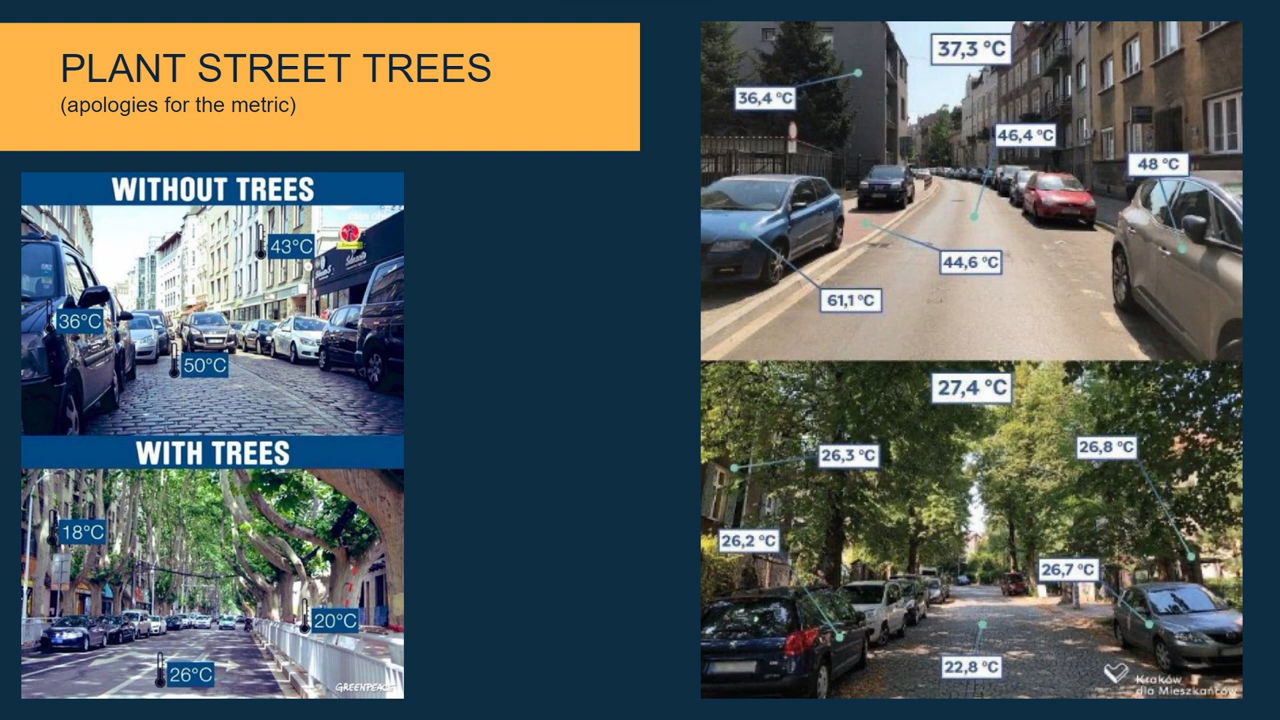 PLANT STREET TREES
(apologies for the metric)
WITHOUT TREES
43°C
36°C
50°C
WITH TREES
18°C
20°C
26°C
GREENPEACE
37,3 °C
36,4 °C
46,4 °C
48 °C
44,6 °C
61,1 °C
27,4 °C
26,3 °C
26,8 °C
26,2 °C
26,7 °C
22,8 °C
Kraków
dla Mieszkańców